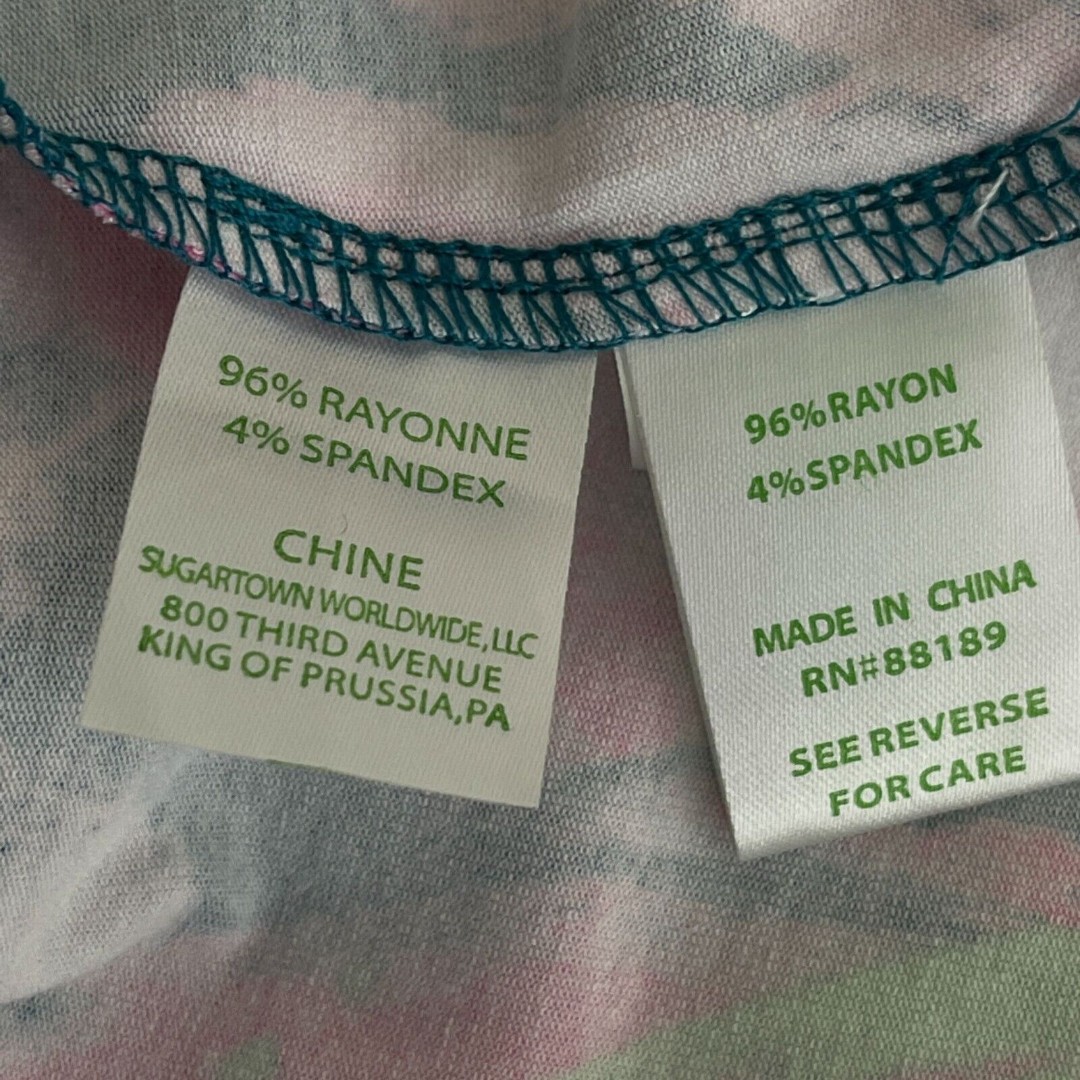 96% RAYONNE
4% SPANDEX
CHINE
SUGARTOWN WORLDWIDE, LLC
800 THIRD AVENUE
KING OF PRUSSIA, PA
96% RAYON
4% SPANDEX
MADE IN CHINA
RN#88189
SEE REVERSE
FOR CARE